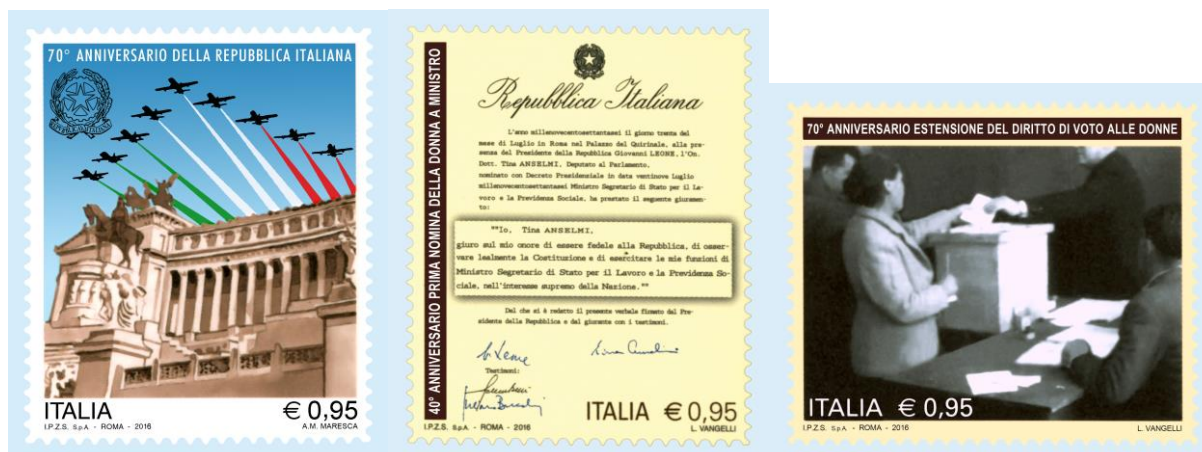 70° ANNIVERSARIO DELLA REPUBBLICA ITALIANA
ITALIA € 0,95
I.P.Z.S. S.p.A. - ROMA - 2016
A.M. MARESCA
40° ANNIVERSARIO PRIMA NOMINA DELLA DONNA A MINISTRO
Repubblica Italiana
L'anno millenovecentosettantasei il giorno trenta del
mese di Luglio in Roma nel Palazzo del Quirinale, alla pre-
senza del Presidente della Repubblica Giovanni LEONE, l'On.
Dott. Tina ANSELMI, Deputato al Parlamento,
nominato con Decreto Presidenziale in data ventinove Luglio
millenovecentosettantasei Ministro Segretario di Stato per il La-
voro e la Previdenza Sociale, ha prestato il seguente giuramen-
to:
""Io, Tina ANSELMI,
giuro sul mio onore di essere fedele alla Repubblica, di osser-
vare lealmente la Costituzione e di esercitare le mie funzioni di
Ministro Segretario di Stato per il Lavoro e la Previdenza So-
ciale, nell'interesse supremo della Nazione.""
Del che si è redatto il presente verbale firmato dal Pre-
sidente della Repubblica e dal giurante con i testimoni.
G. Leone Tina Anselmi
Testimoni:
ITALIA € 0,95
I.P.Z.S. S.p.A. - ROMA - 2016
L. VANGELLI
70° ANNIVERSARIO ESTENSIONE DEL DIRITTO DI VOTO ALLE DONNE
ITALIA € 0,95
I.P.Z.S. S.p.A. - ROMA - 2016
L. VANGELLI